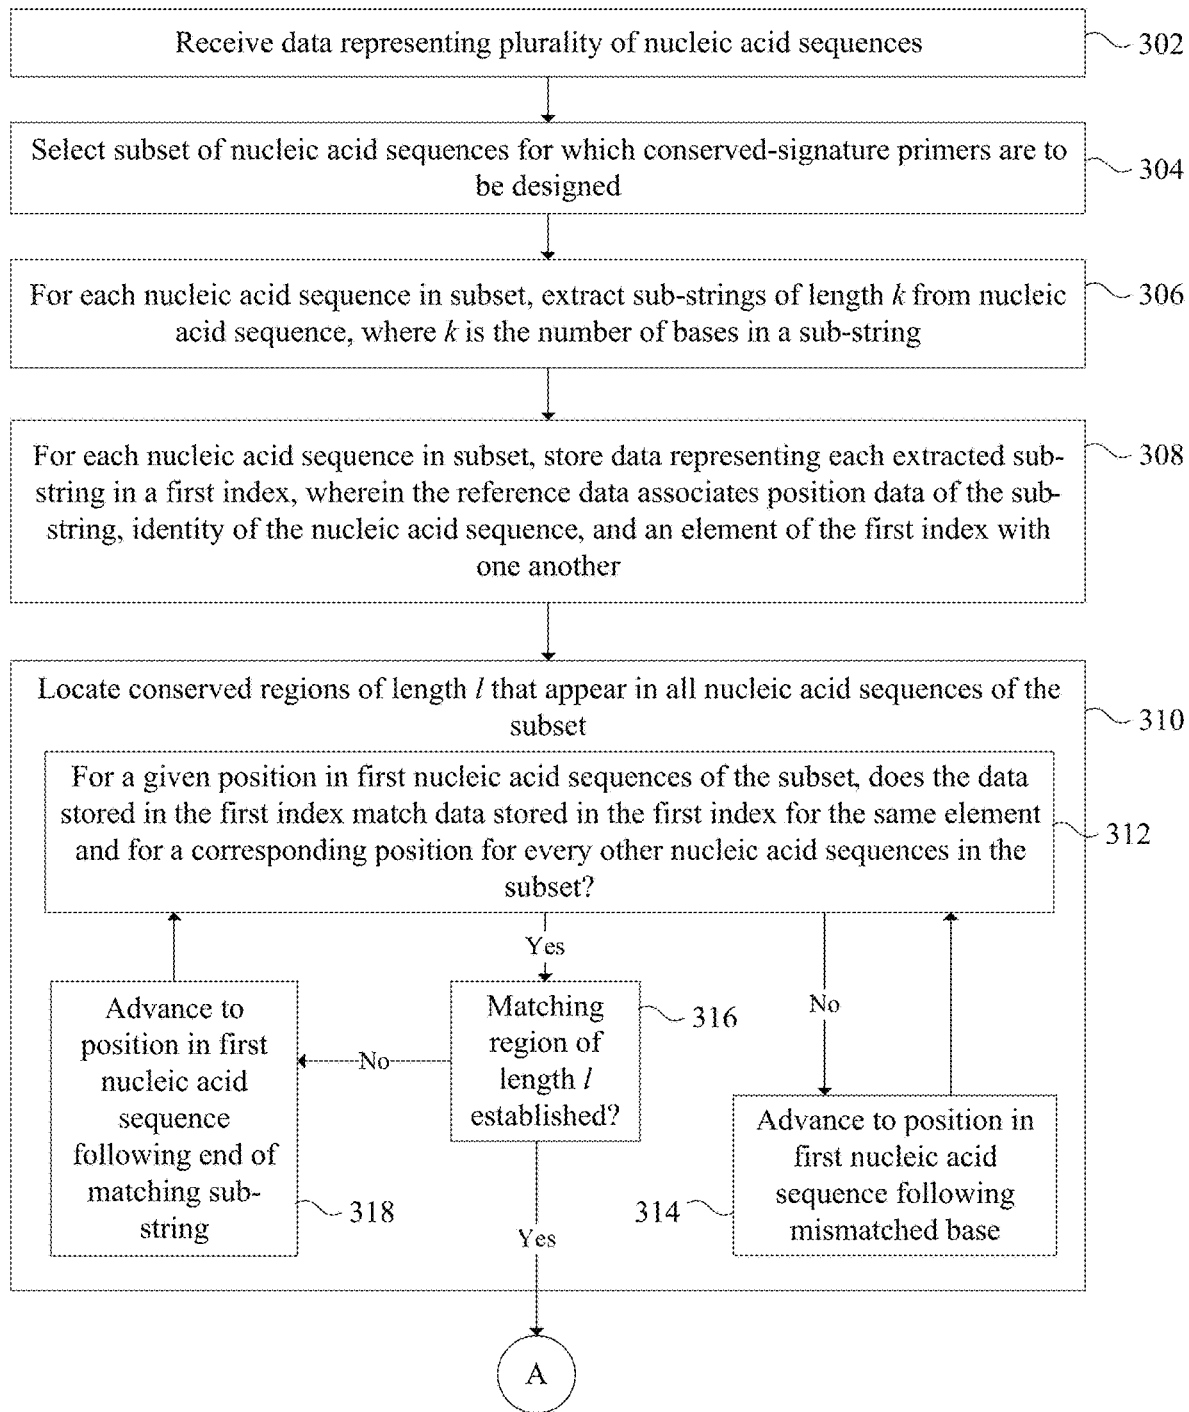 Receive data representing plurality of nucleic acid sequences
302
Select subset of nucleic acid sequences for which conserved-signature primers are to
be designed
304
For each nucleic acid sequence in subset, extract sub-strings of length k from nucleic
acid sequence, where k is the number of bases in a sub-string
306
For each nucleic acid sequence in subset, store data representing each extracted sub-
string in a first index, wherein the reference data associates position data of the sub-
string, identity of the nucleic acid sequence, and an element of the first index with
one another
308
Locate conserved regions of length l that appear in all nucleic acid sequences of the
subset
310
For a given position in first nucleic acid sequences of the subset, does the data
stored in the first index match data stored in the first index for the same element
and for a corresponding position for every other nucleic acid sequences in the
subset?
312
Yes
No
Matching
region of
length l
established?
316
No
Advance to
position in first
nucleic acid
sequence
following end of
matching sub-
string
318
Advance to position in
first nucleic acid
sequence following
mismatched base
314
Yes
A